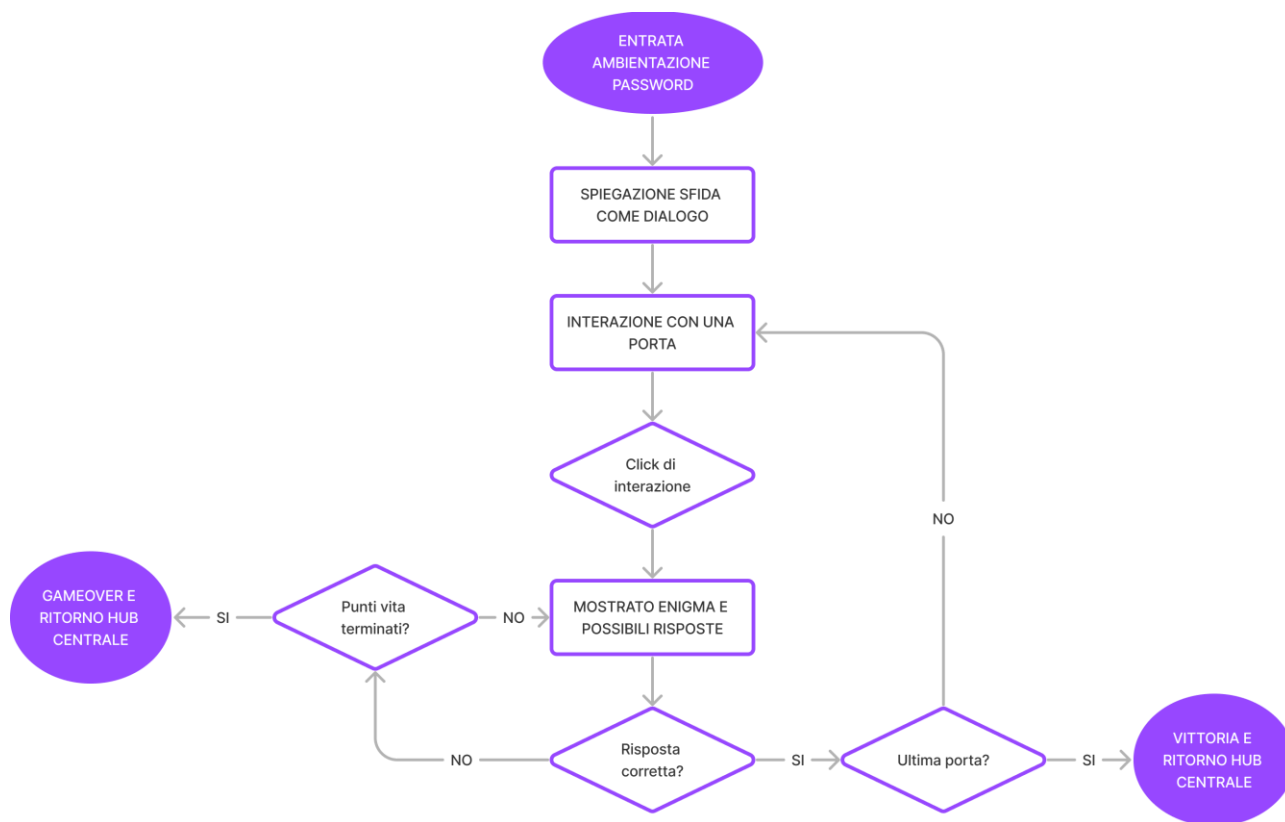 ENTRATA
AMBIENTAZIONE
PASSWORD
SPIEGAZIONE SFIDA
COME DIALOGO
INTERAZIONE CON UNA
PORTA
Click di
interazione
NO
GAMEOVER E
RITORNO HUB
CENTRALE
SI
Punti vita
terminati?
NO
MOSTRATO ENIGMA E
POSSIBILI RISPOSTE
NO
Risposta
corretta?
SI
Ultima porta?
SI
VITTORIA E
RITORNO HUB
CENTRALE